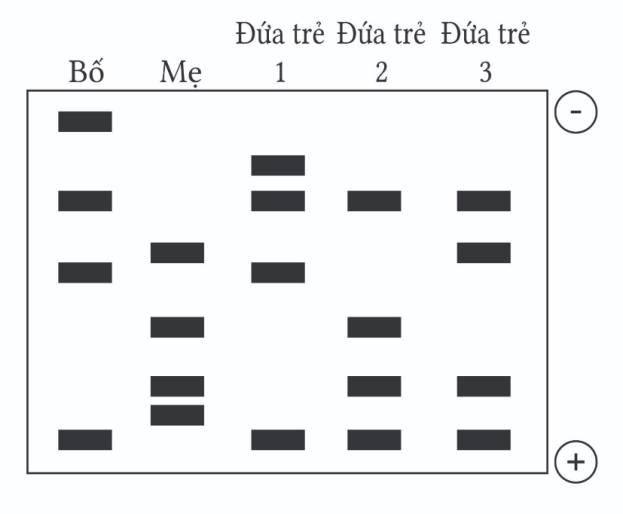 Đứa trẻ Đứa trẻ Đứa trẻ
Bố Mẹ 1 2 3
-
+